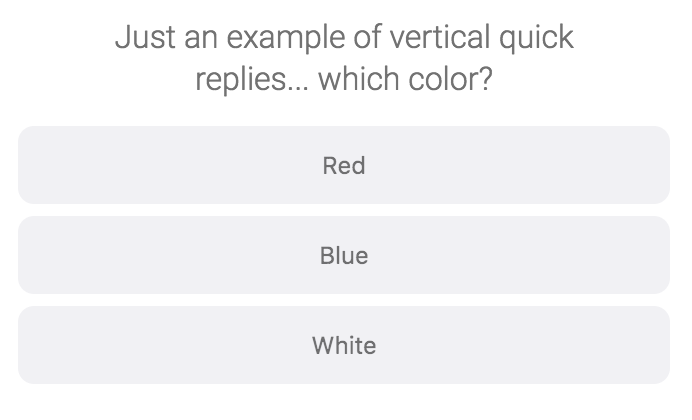 Just an example of vertical quick
replies... which color?
Red
Blue
White